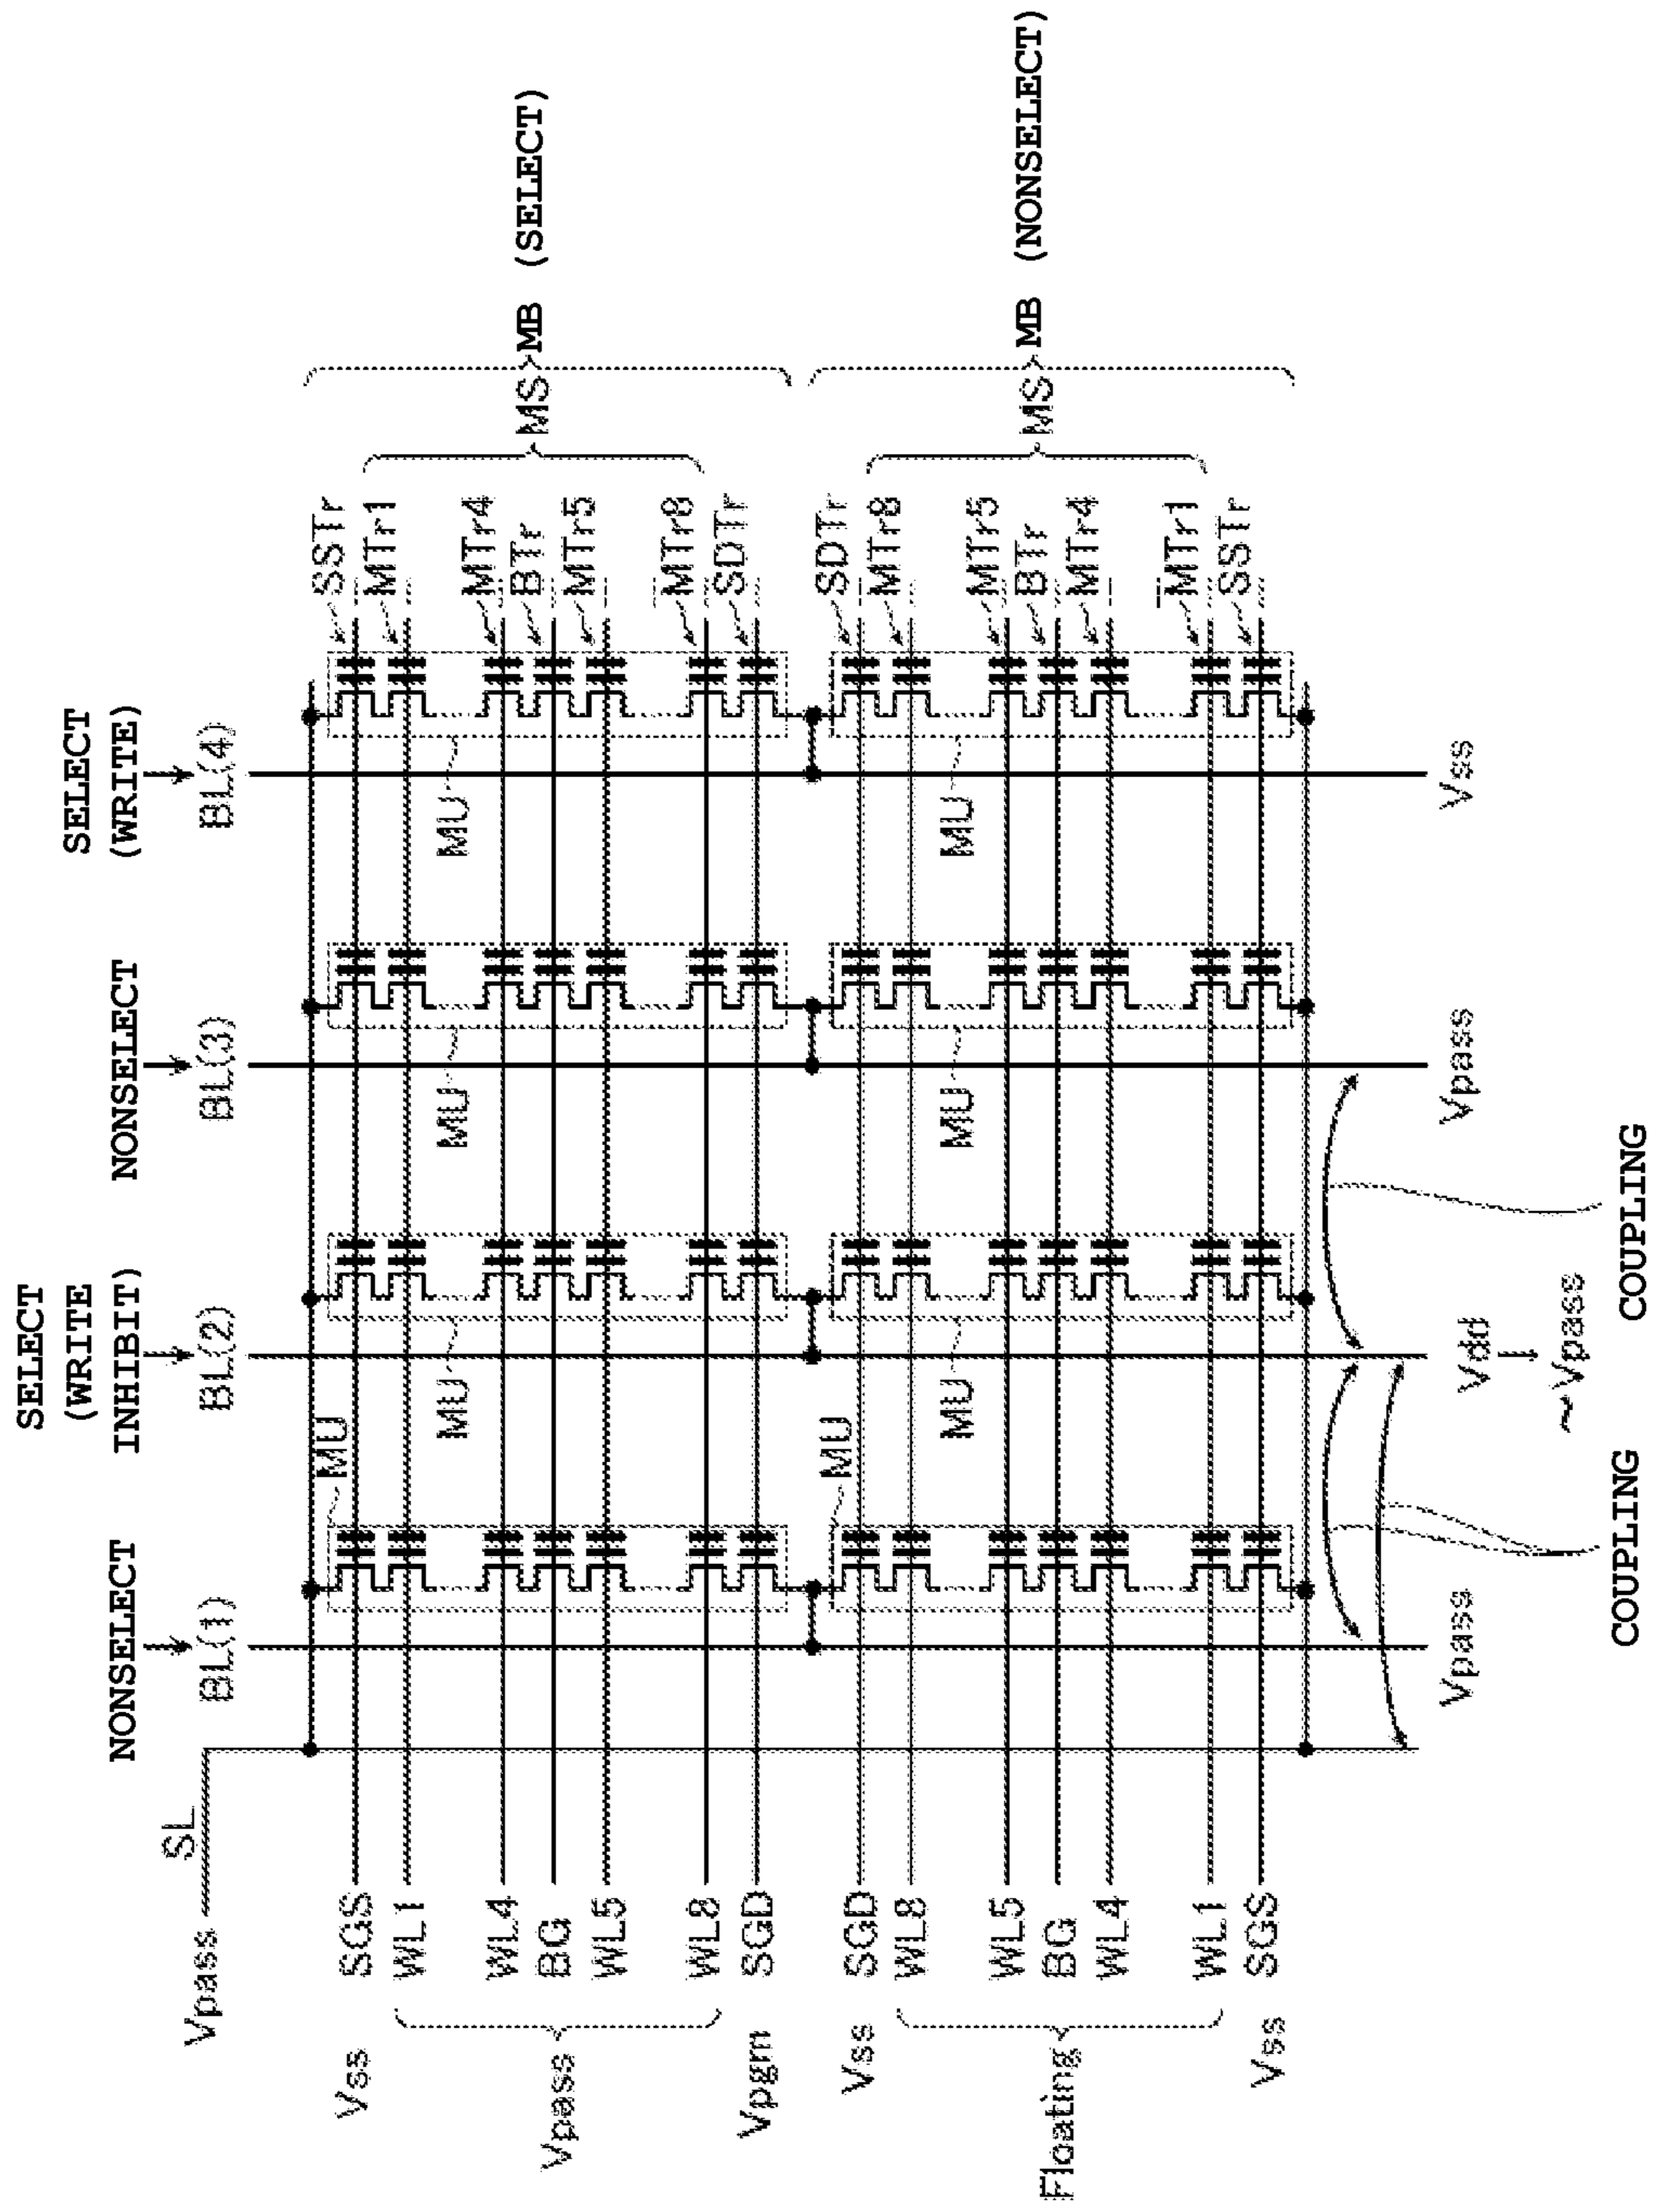 SELECT
(WRITE
INHIBIT)
SELECT
(WRITE)
NONSELECT
NONSELECT
BL(1)
BL(2)
BL(3)
BL(4)
Vpass
SL
MU
MU
MU
MU
Vss
SGS
WL1
WL4
BG
WL5
WL8
SGD
Vpass
Vpgm
SSTr
MTr1
MTr4
BTr
MTr5
MTr8
SDTr
MS
MB (SELECT)
MU
MU
MU
MU
Vss
SGD
WL8
WL5
BG
WL4
WL1
SGS
Floating
Vss
SDTr
MTr8
MTr5
BTr
MTr4
MTr1
SSTr
MS
MB (NONSELECT)
Vpass
Vdd
↓
~Vpass
Vpass
Vss
COUPLING
COUPLING